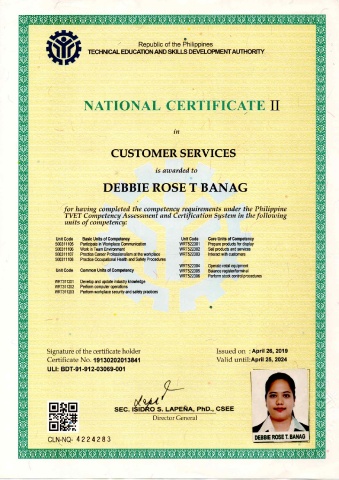 Republic of the Philippines
TECHNICAL EDUCATION AND SKILLS DEVELOPMENT AUTHORITY
NATIONAL CERTIFICATE II
in
CUSTOMER SERVICES
is awarded to
DEBBIE ROSE T BANAG
for having completed the competency requirements under the Philippine
TVET Competency Assessment and Certification System in the following
units of competency:
Unit Code Basic Units of Competency
500311105 Participate in Workplace Communication
500311106 Work in Team Environment
500311107 Practice Career Professionalism at the workplace
500311108 Practice Occupational Health and Safety Procedures
Unit Code Common Units of Competency
WRT311201 Develop and update industry knowledge
WRT311202 Perform computer operations
WRT311203 Perform workplace security and safety practices
Unit Code Core Units of Competency
WRT522301 Prepare products for display
WRT522302 Sell products and services
WRT522303 Interact with customers
WRT522304 Operate retail equipment
WRT522305 Balance register/terminal
WRT522306 Perform stock control procedures
Signature of the certificate holder
Certificate No. 19130202013841
ULI: BDT-91-912-03069-001
Issued on : April 26, 2019
Valid until: April 25, 2024
SEC. ISIDRO S. LAPEÑA, PhD., CSEE
Director General
CLN-NQ- 4224283
DEBBIE ROSE T. BANAG